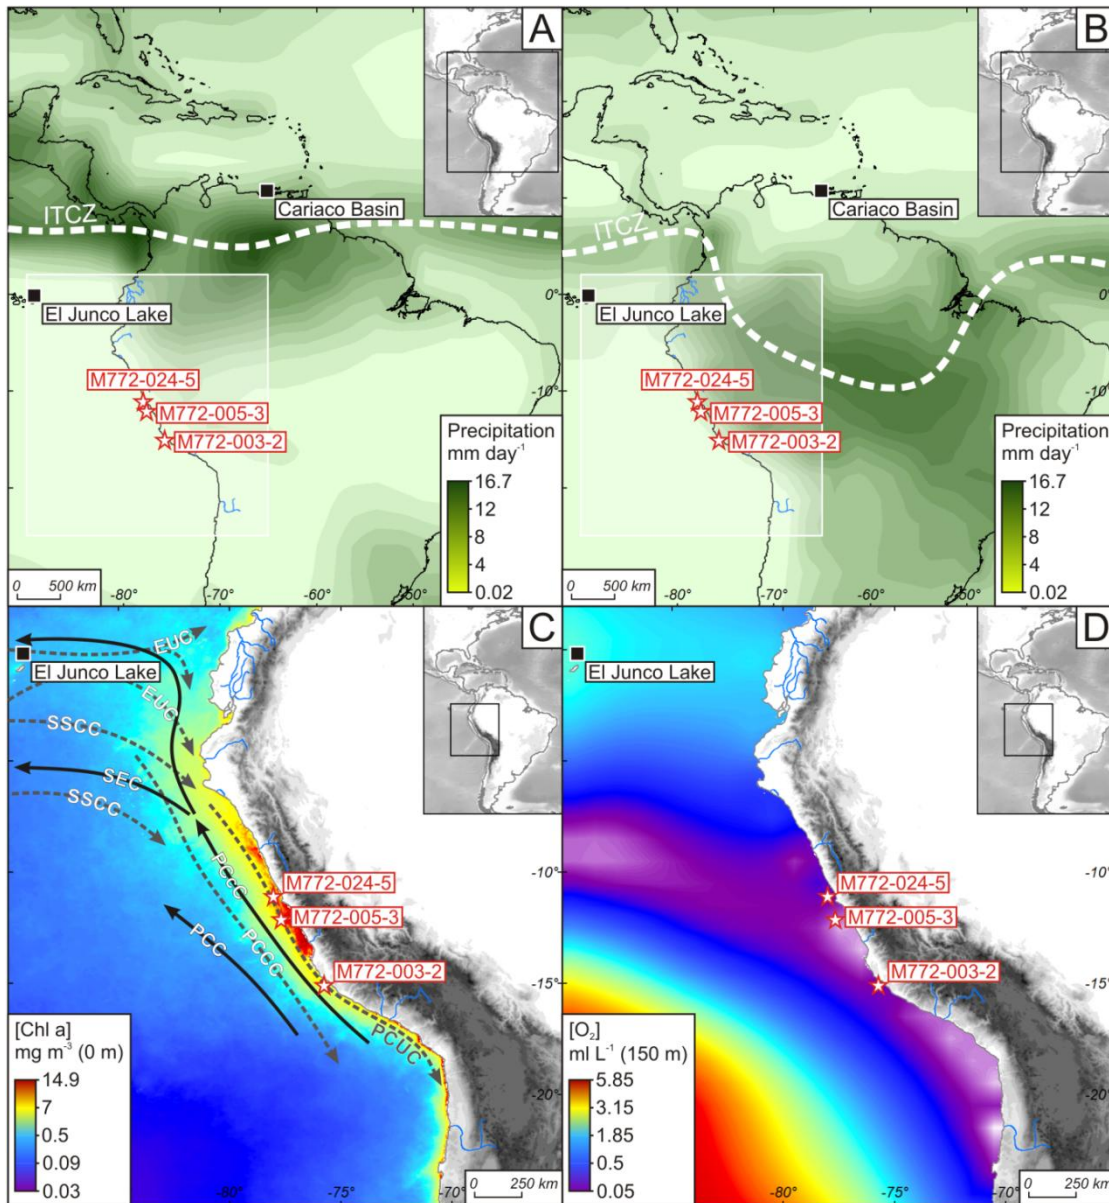 A
ITCZ
Cariaco Basin
El Junco Lake
0°
M772-024-5
-10°
M772-005-3
M772-003-2
Precipitation
mm day⁻¹
16.7
12
8
4
0.02
0 500 km
-80° -70° -60° -50°
B
ITCZ
Cariaco Basin
El Junco Lake
0°
M772-024-5
-10°
M772-005-3
M772-003-2
Precipitation
mm day⁻¹
16.7
12
8
4
0.02
0 500 km
-80° -70° -60° -50°
C
EUC
El Junco Lake
EUC
SSCC
SEC
SSCC
PCoC
PCC
PCCC
PCUC
M772-024-5
-10°
M772-005-3
M772-003-2
-15°
-20°
[Chl a]
mg m⁻³ (0 m)
14.9
7
0.5
0.09
0.03
-80° -75°
0 250 km
D
El Junco Lake
M772-024-5
-10°
M772-005-3
M772-003-2
-15°
-20°
[O₂]
ml L⁻¹ (150 m)
5.85
3.15
1.85
0.5
0.05
-80° -75°
0 250 km